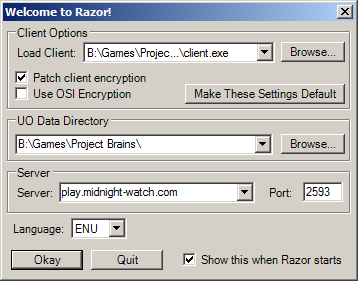 Welcome to Razor!
Client Options
Load Client: B:\Games\Projec...\client.exe Browse...
Patch client encryption
Use OSI Encryption Make These Settings Default
UO Data Directory
B:\Games\Project Brains\ Browse...
Server
Server: play.midnight-watch.com Port: 2593
Language: ENU
Okay Quit Show this when Razor starts